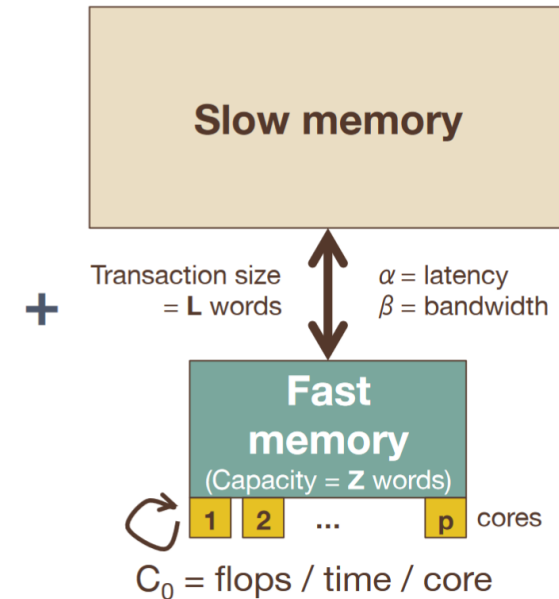 Slow memory
+
Transaction size
= L words
α = latency
β = bandwidth
Fast
memory
(Capacity = Z words)
1 2 ... p cores
C₀ = flops / time / core